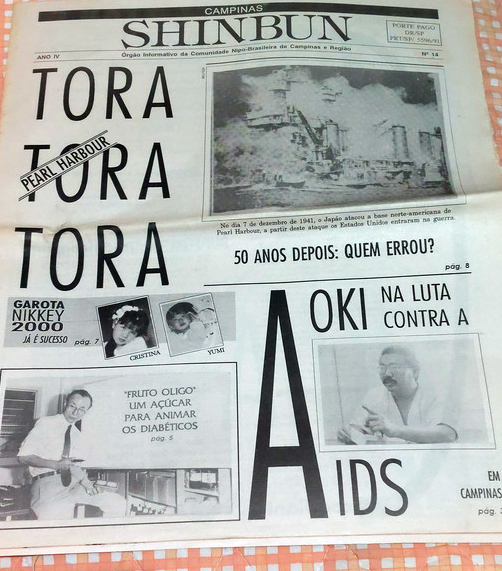 CAMPINAS
SHINBUN
PORTE PAGO
DR/SP
ANO IV
Órgão Informativo da Comunidade Nipo-Brasileira de Campinas e Região
Nº 14
TORA
TORA
PEARL HARBOUR
TORA
No dia 7 de dezembro de 1941, o Japão atacou a base norte-americana de
Pearl Harbour, a partir deste ataque os Estados Unidos entraram na guerra.
50 ANOS DEPOIS: QUEM ERROU?
pág. 8
GAROTA
NIKKEY
2000
JÁ É SUCESSO pág. 7
CRISTINA
YUMI
"FRUTO OLIGO"
UM AÇÚCAR
PARA ANIMAR
OS DIABÉTICOS
pág. 5
AOKI NA LUTA
CONTRA A
AIDS
EM
CAMPINAS
pág.